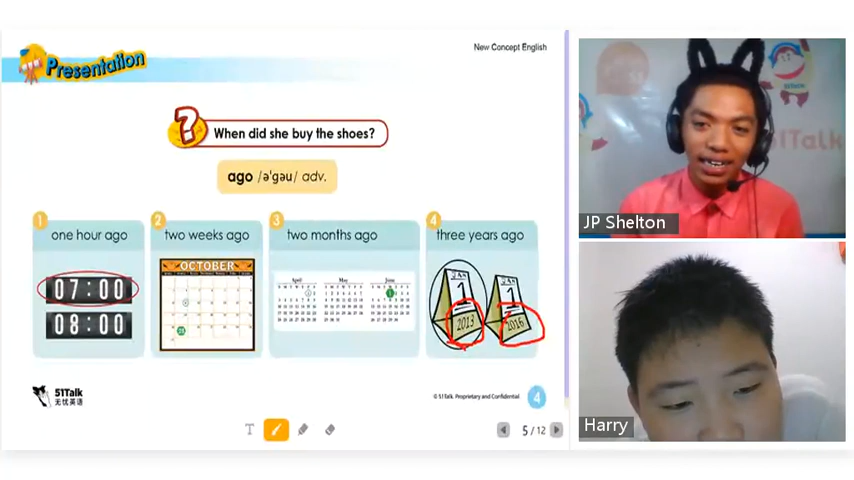 Presentation
New Concept English
?
When did she buy the shoes?
ago /ə'gəu/ adv.
1
one hour ago
07:00
08:00
2
two weeks ago
OCTOBER
3
two months ago
April May June
4
three years ago
JAN
1
2013
JAN
1
2016
51Talk
无忧英语
© 51Talk Proprietary and Confidential
4
T
5 / 12
51Talk
JP Shelton
Harry